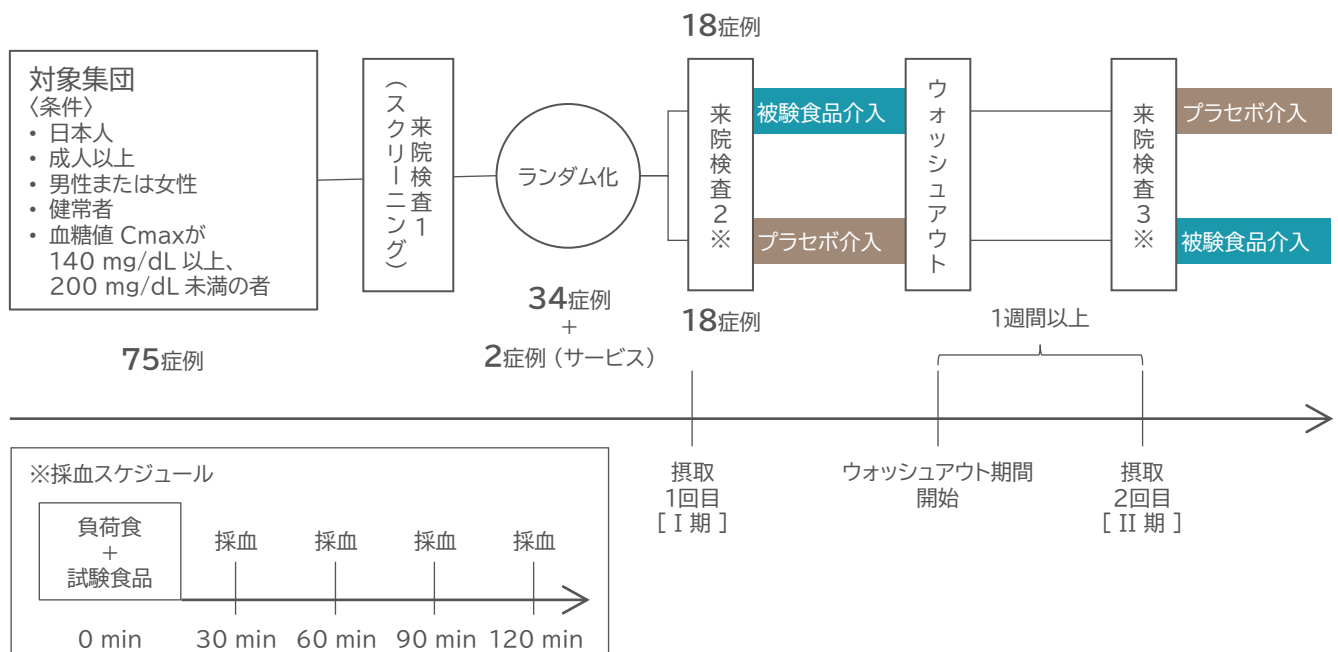 対象集団
〈条件〉
・ 日本人
・ 成人以上
・ 男性または女性
・ 健常者
・ 血糖値 Cmaxが
140 mg/dL 以上、
200 mg/dL 未満の者
75症例
来院検査1
(スクリーニング)
ランダム化
34症例
+
2症例 (サービス)
18症例
来院検査2※
18症例
被験食品介入
プラセボ介入
ウォッシュアウト
来院検査3※
プラセボ介入
被験食品介入
1週間以上
摂取
1回目
[ I 期 ]
ウォッシュアウト期間
開始
摂取
2回目
[ II 期 ]
※採血スケジュール
負荷食
+
試験食品
採血 採血 採血 採血
0 min 30 min 60 min 90 min 120 min